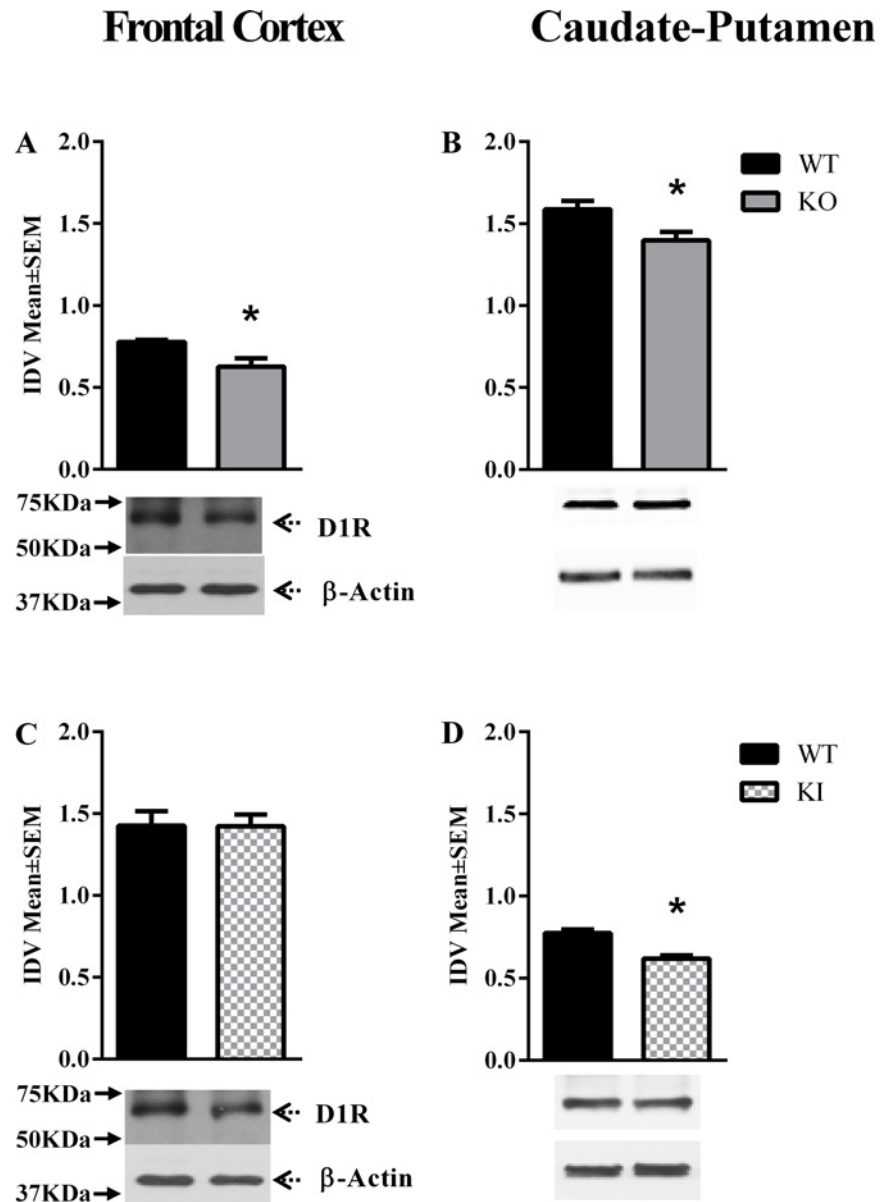 Frontal Cortex
Caudate-Putamen
A
2.0
1.5
1.0
0.5
0.0
IDV Mean±SEM
*
75KDa
50KDa
37KDa
D1R
β-Actin
B
2.0
1.5
1.0
0.5
0.0
*
WT
KO
C
2.0
1.5
1.0
0.5
0.0
IDV Mean±SEM
75KDa
50KDa
37KDa
D1R
β-Actin
D
2.0
1.5
1.0
0.5
0.0
IDV Mean±SEM
*
WT
KI